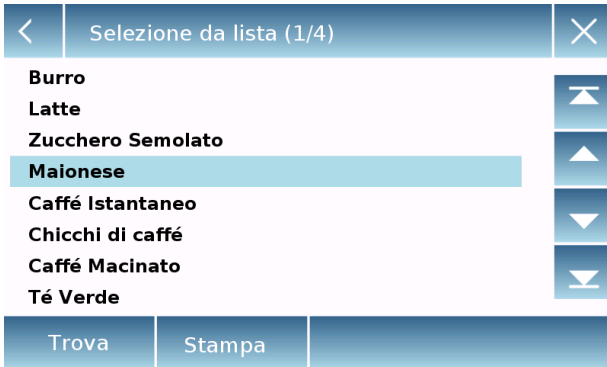 Selezione da lista (1/4)
Burro
Latte
Zucchero Semolato
Maionese
Caffé Istantaneo
Chicchi di caffé
Caffé Macinato
Té Verde
Trova
Stampa